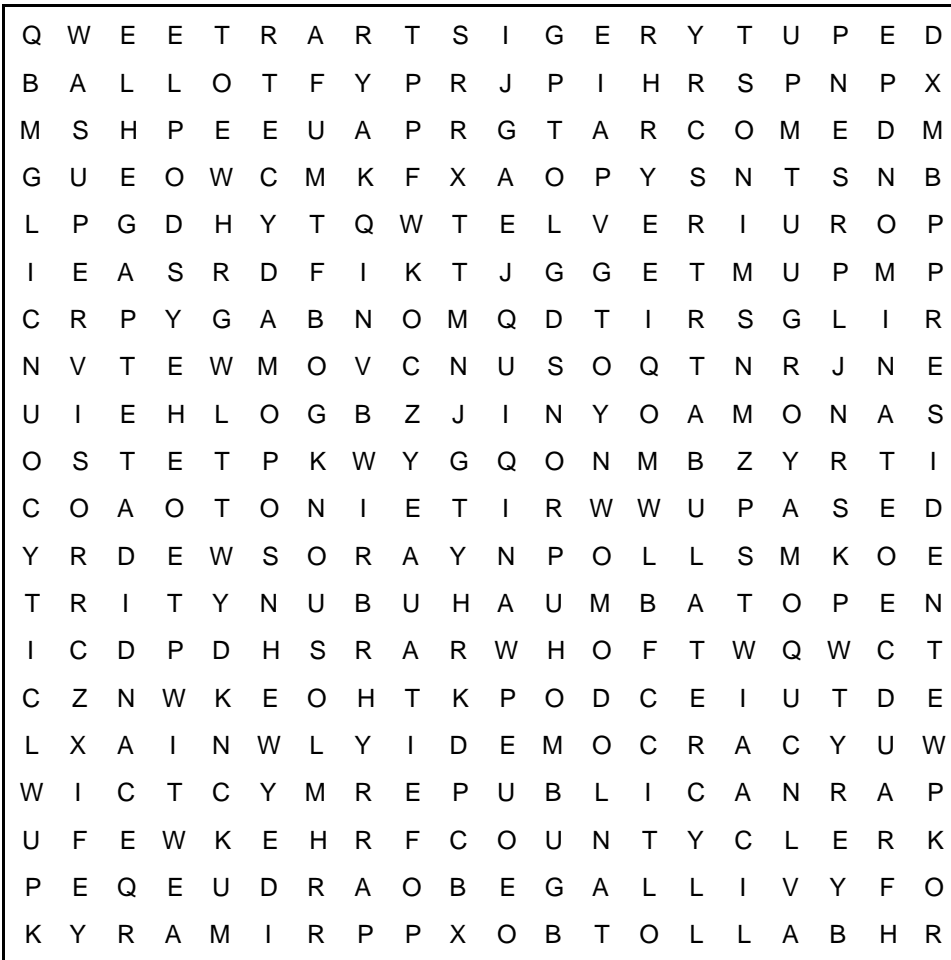 Q W E E T R A R T S I G E R Y T U P E D
B A L L O T F Y P R J P I H R S P N P X
M S H P E E U A P R G T A R C O M E D M
G U E O W C M K F X A O P Y S N T S N B
L P G D H Y T Q W T E L V E R I U R O P
I E A S R D F I K T J G G E T M U P M P
C R P Y G A B N O M Q D T I R S G L I R
N V T E W M O V C N U S O Q T N R J N E
U I E H L O G B Z J I N Y O A M O N A S
O S T E T P K W Y G Q O N M B Z Y R T I
C O A O T O N I E T I R W W U P A S E D
Y R D E W S O R A Y N P O L L S M K O E
T R I T Y N U B U H A U M B A T O P E N
I C D P D H S R A R W H O F T W Q W C T
C Z N W K E O H T K P O D C E I U T D E
L X A I N W L Y I D E M O C R A C Y U W
W I C T C Y M R E P U B L I C A N R A P
U F E W K E H R F C O U N T Y C L E R K
P E Q E U D R A O B E G A L L I V Y F O
K Y R A M I R P P X O B T O L L A B H R